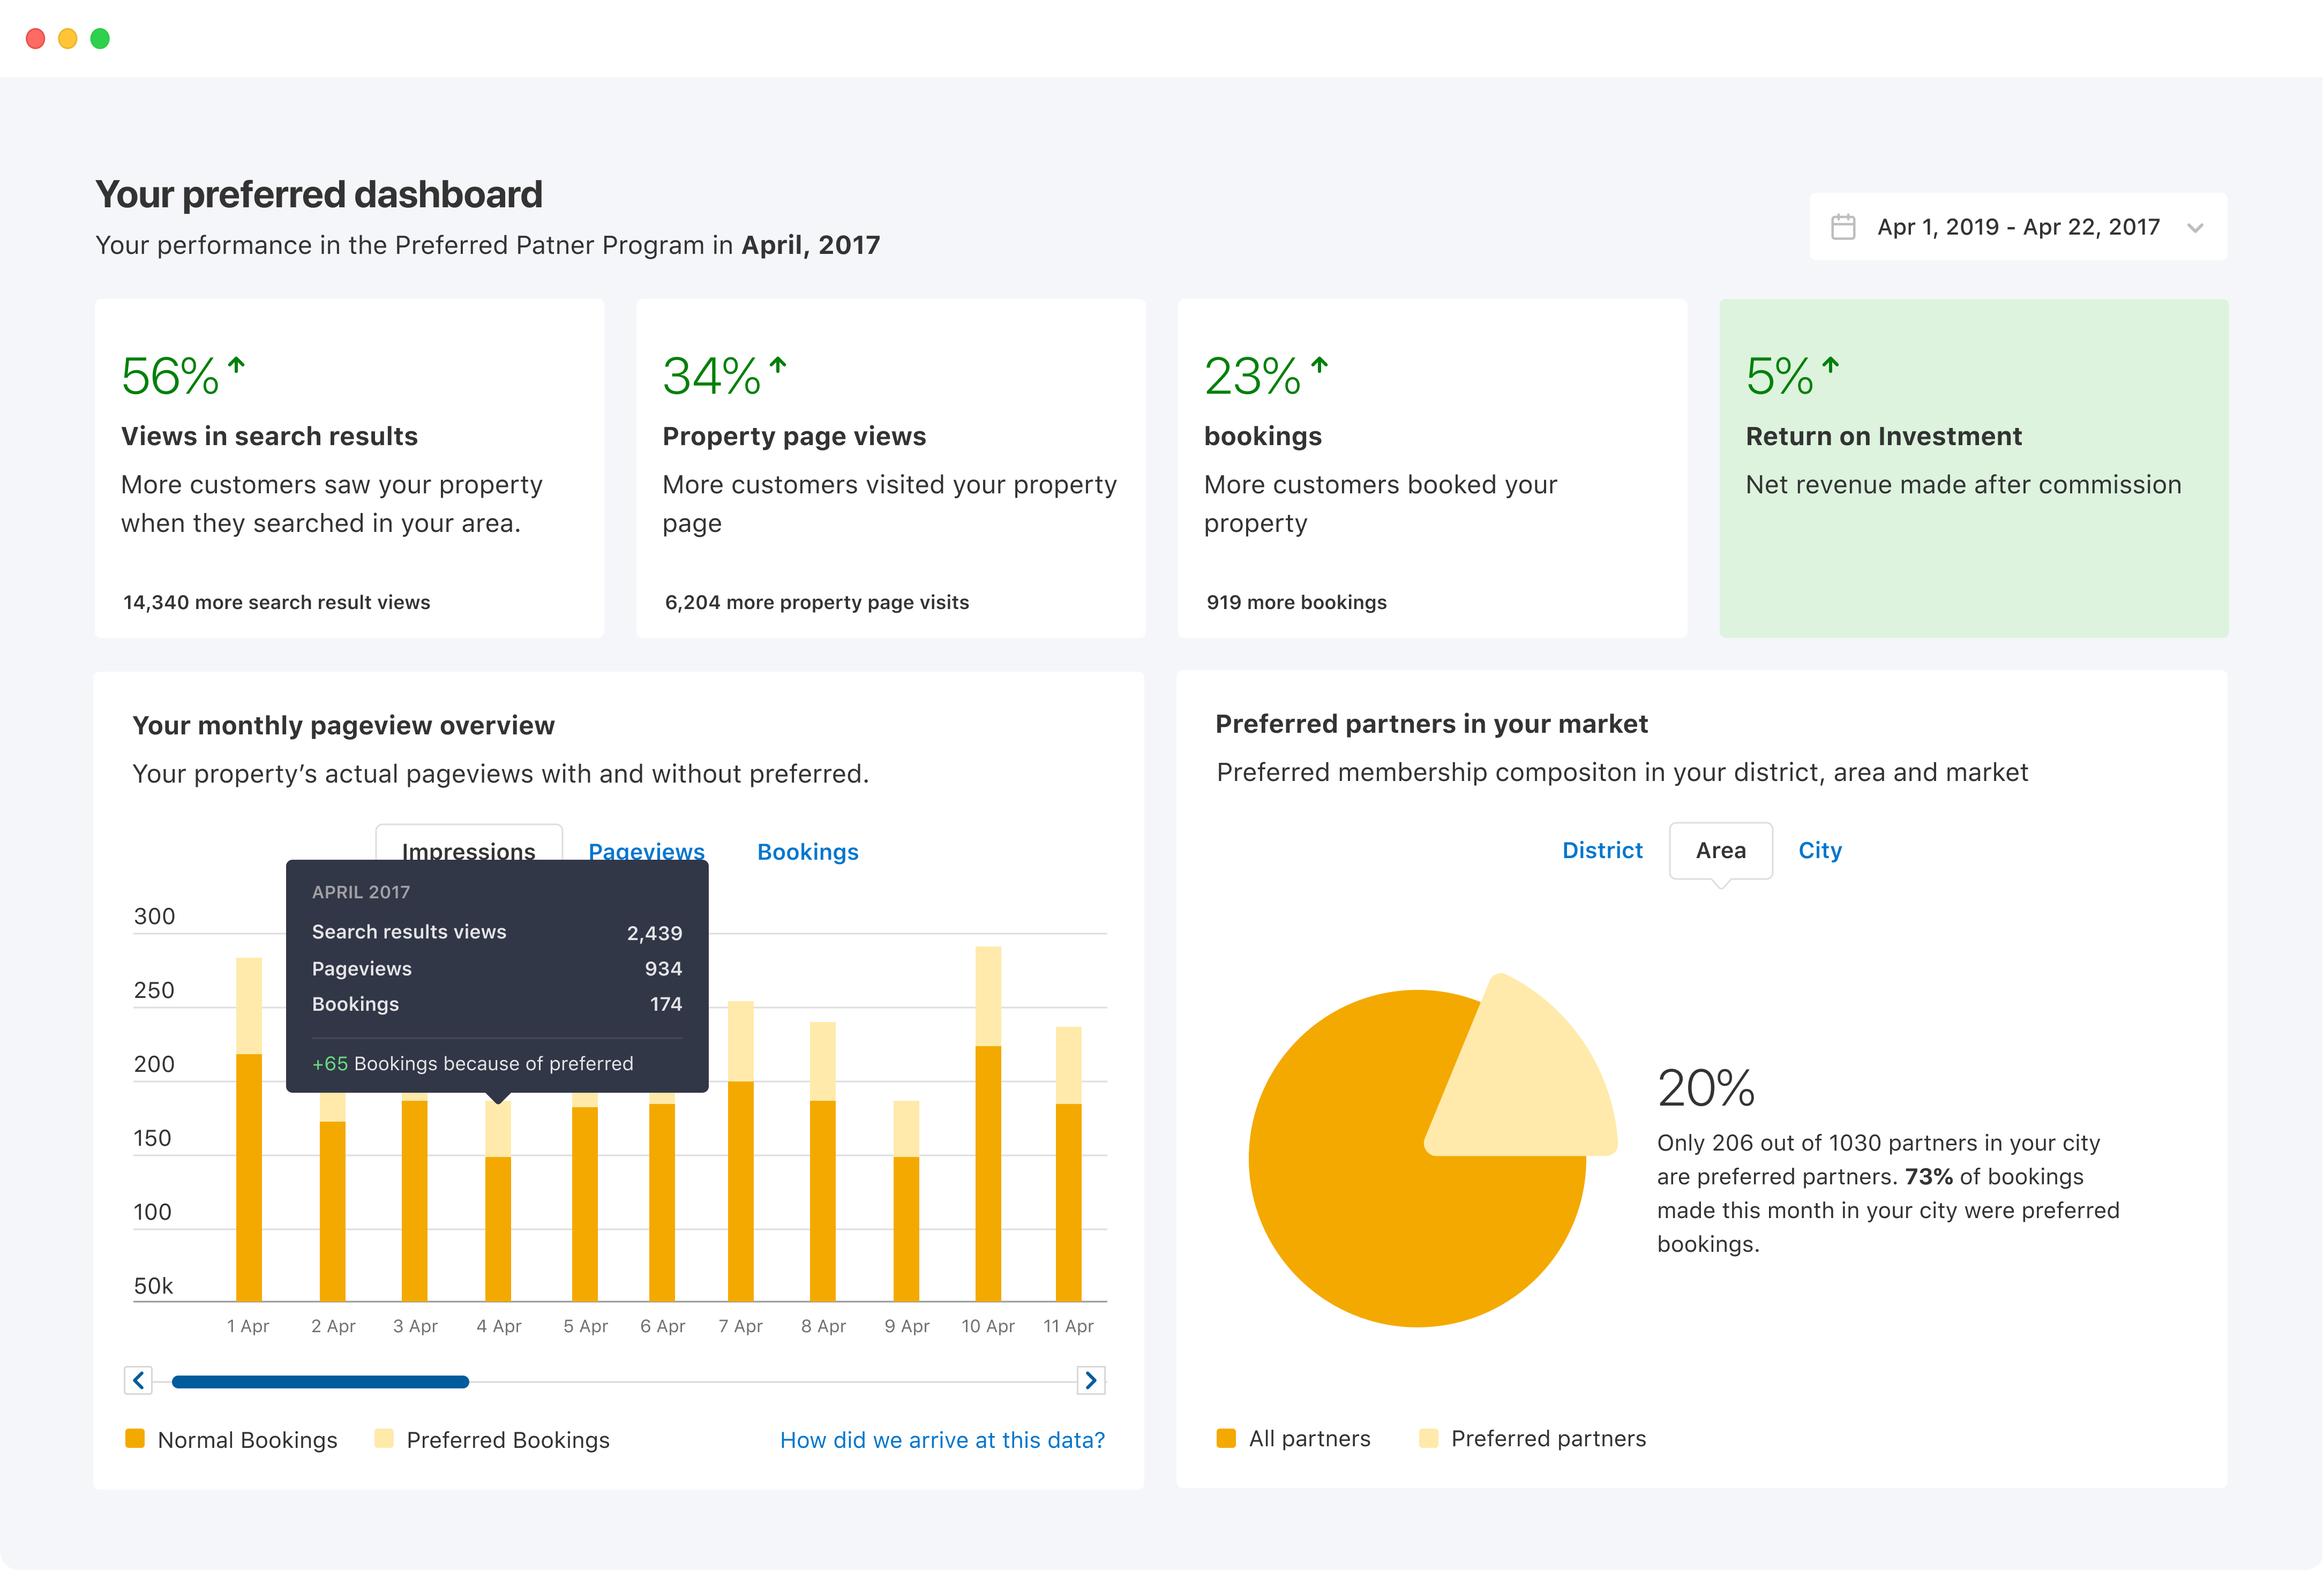 Your preferred dashboard
Your performance in the Preferred Patner Program in April, 2017
Apr 1, 2019 - Apr 22, 2017
56%
Views in search results
More customers saw your property
when they searched in your area.
14,340 more search result views
34%
Property page views
More customers visited your property
page
6,204 more property page visits
23%
bookings
More customers booked your
property
919 more bookings
5%
Return on Investment
Net revenue made after commission
Your monthly pageview overview
Your property’s actual pageviews with and without preferred.
Impressions
Pageviews
Bookings
APRIL 2017
Search results views 2,439
Pageviews 934
Bookings 174
+65 Bookings because of preferred
300
250
200
150
100
50k
1 Apr
2 Apr
3 Apr
4 Apr
5 Apr
6 Apr
7 Apr
8 Apr
9 Apr
10 Apr
11 Apr
Normal Bookings
Preferred Bookings
How did we arrive at this data?
Preferred partners in your market
Preferred membership compositon in your district, area and market
District
Area
City
20%
Only 206 out of 1030 partners in your city
are preferred partners. 73% of bookings
made this month in your city were preferred
bookings.
All partners
Preferred partners